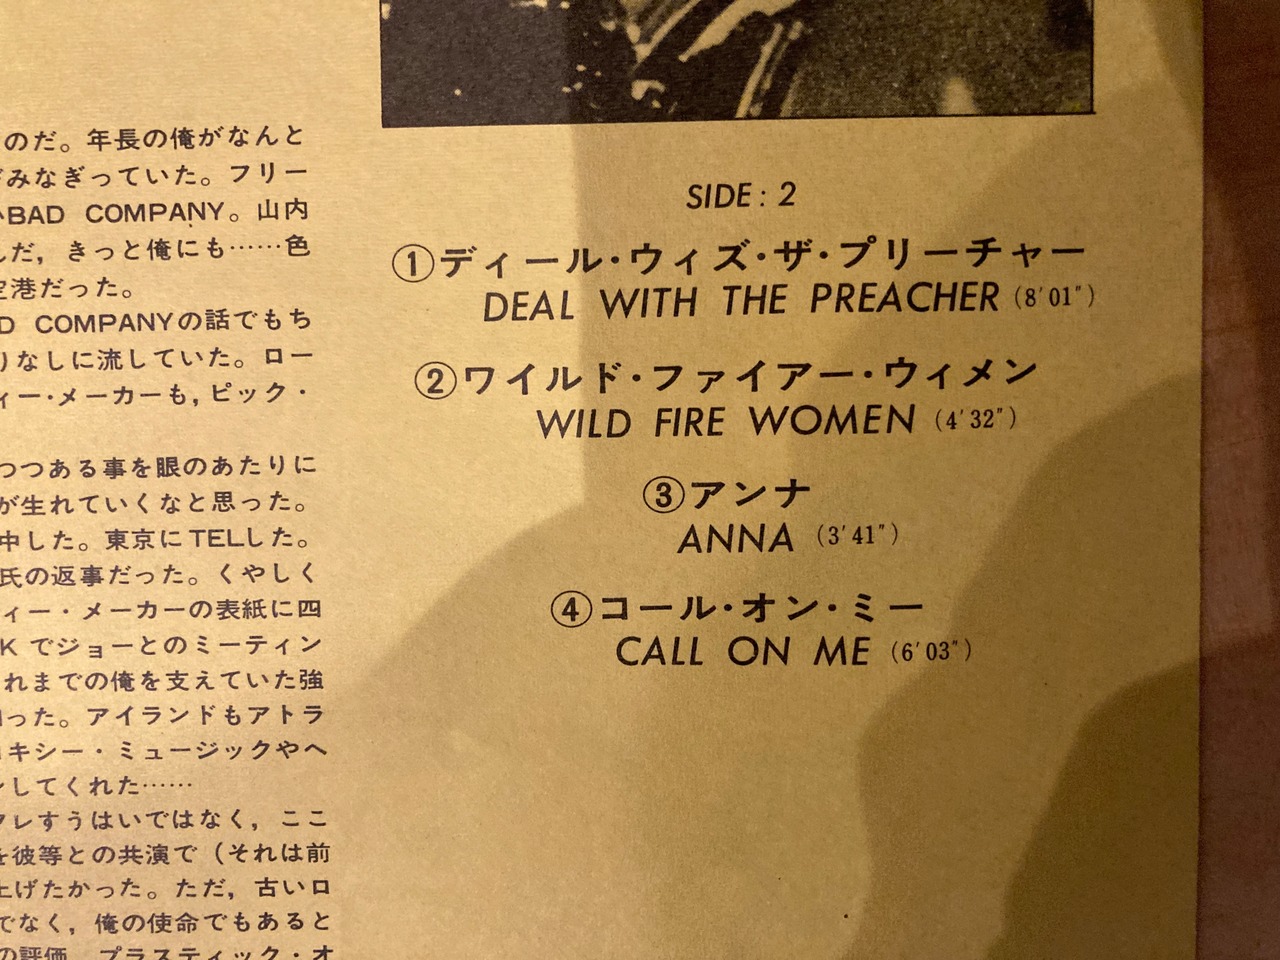 のだ。年長の俺がなんと
みなぎっていた。フリー
BAD COMPANY。山内
だ，きっと俺にも……色
空港だった。
D COMPANYの話でもち
りなしに流していた。ロー
ィー・メーカーも，ピック・
つつある事を眼のあたりに
が生れていくなと思った。
中した。東京にTELした。
氏の返事だった。くやしく
ィー・メーカーの表紙に四
K でジョーとのミーティン
れまでの俺を支えていた強
った。アイランドもアトラ
キシー・ミュージックやヘ
してくれた……
クレすうはいではなく，ここ
を彼等との共演で（それは前
上げたかった。ただ，古いロ
でなく，俺の使命でもあると
の評価，プラスティック・オ
SIDE : 2
①ディール・ウィズ・ザ・プリーチャー
DEAL WITH THE PREACHER (8′01″)
②ワイルド・ファイアー・ウィメン
WILD FIRE WOMEN (4′32″)
③アンナ
ANNA (3′41″)
④コール・オン・ミー
CALL ON ME (6′03″)